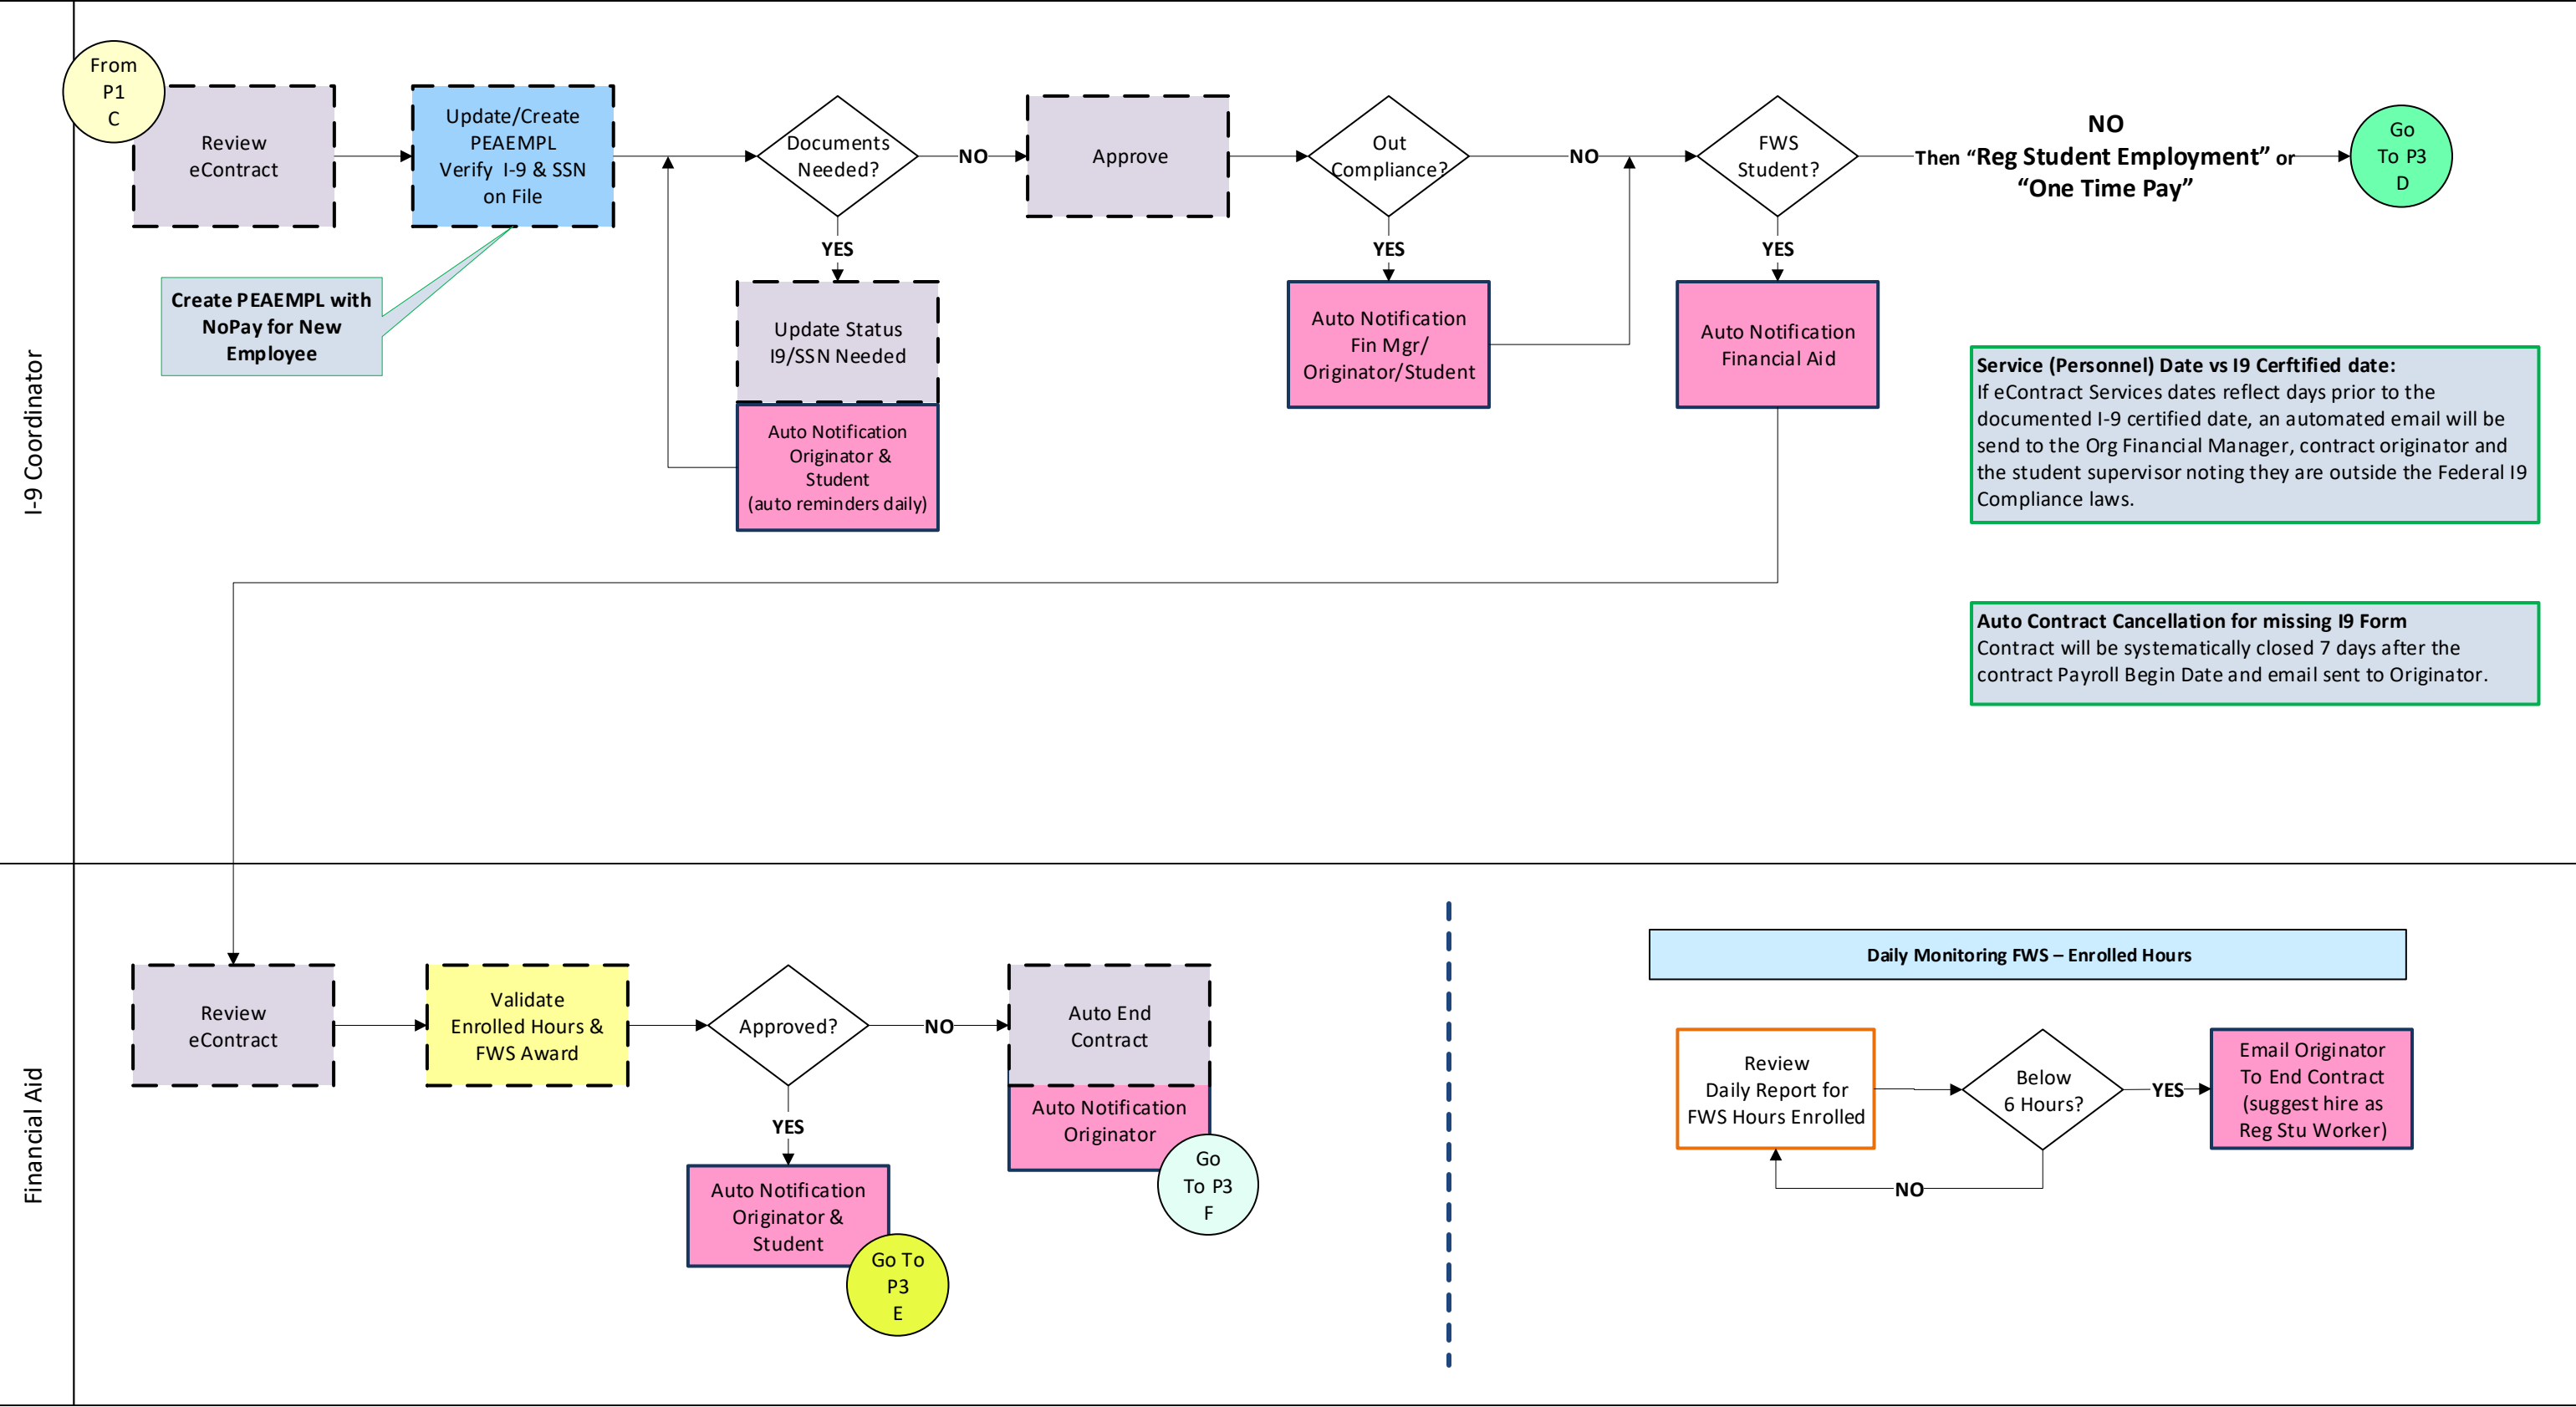 I-9 Coordinator
From
P1
C
Review
eContract
Update/Create
PEAEMPL
Verify I-9 & SSN
on File
Create PEAEMPL with
NoPay for New
Employee
Documents
Needed?
NO
YES
Update Status
I9/SSN Needed
Auto Notification
Originator &
Student
(auto reminders daily)
Approve
Out
Compliance?
NO
YES
Auto Notification
Fin Mgr/
Originator/Student
FWS
Student?
YES
Auto Notification
Financial Aid
NO
Then “Reg Student Employment” or
“One Time Pay”
Go
To P3
D
Service (Personnel) Date vs I9 Cerftified date:
If eContract Services dates reflect days prior to the
documented I-9 certified date, an automated email will be
send to the Org Financial Manager, contract originator and
the student supervisor noting they are outside the Federal I9
Compliance laws.
Auto Contract Cancellation for missing I9 Form
Contract will be systematically closed 7 days after the
contract Payroll Begin Date and email sent to Originator.
Financial Aid
Review
eContract
Validate
Enrolled Hours &
FWS Award
Approved?
NO
YES
Auto Notification
Originator &
Student
Go To
P3
E
Auto End
Contract
Auto Notification
Originator
Go
To P3
F
Daily Monitoring FWS – Enrolled Hours
Review
Daily Report for
FWS Hours Enrolled
Below
6 Hours?
YES
NO
Email Originator
To End Contract
(suggest hire as
Reg Stu Worker)